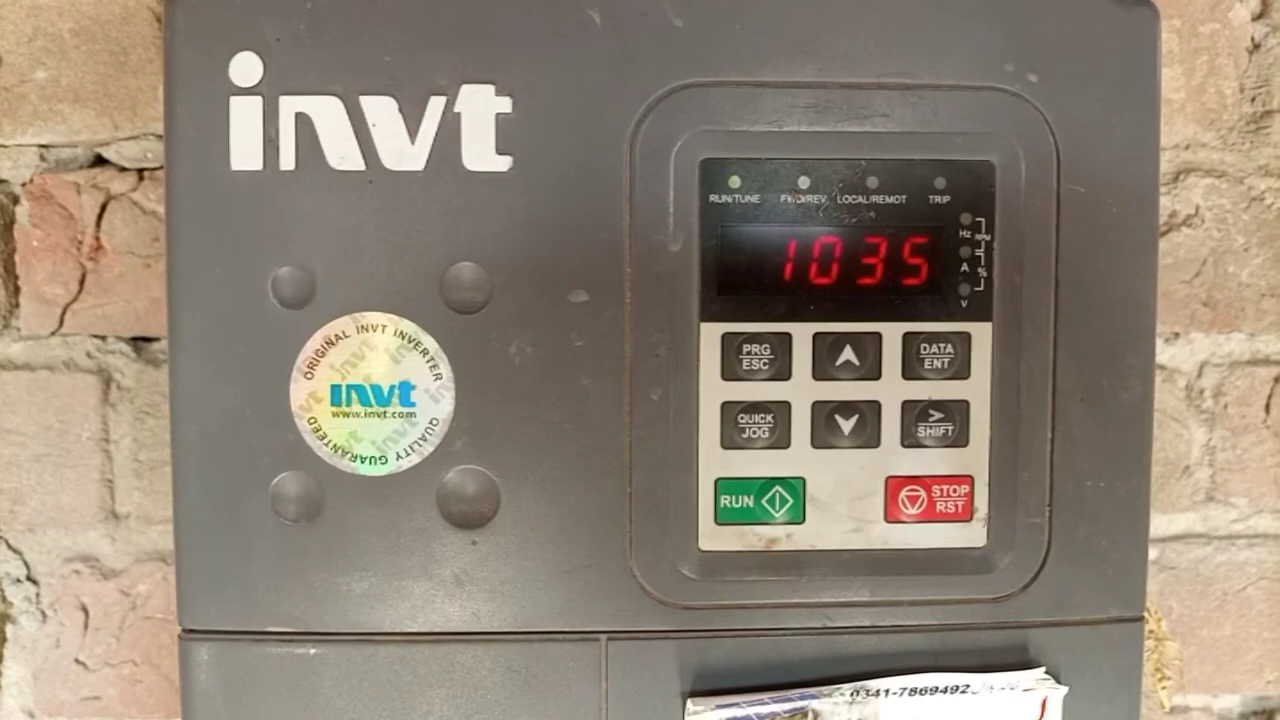 invt
RUN/TUNE FWD/REV LOCAL/REMOT TRIP
Hz RPM
1035
A %
V
PRG
ESC
DATA
ENT
QUICK
JOG
>
SHIFT
RUN
STOP
RST
ORIGINAL INVT INVERTER
invt
www.invt.com
QUALITY GUARANTEED
0341-7869492